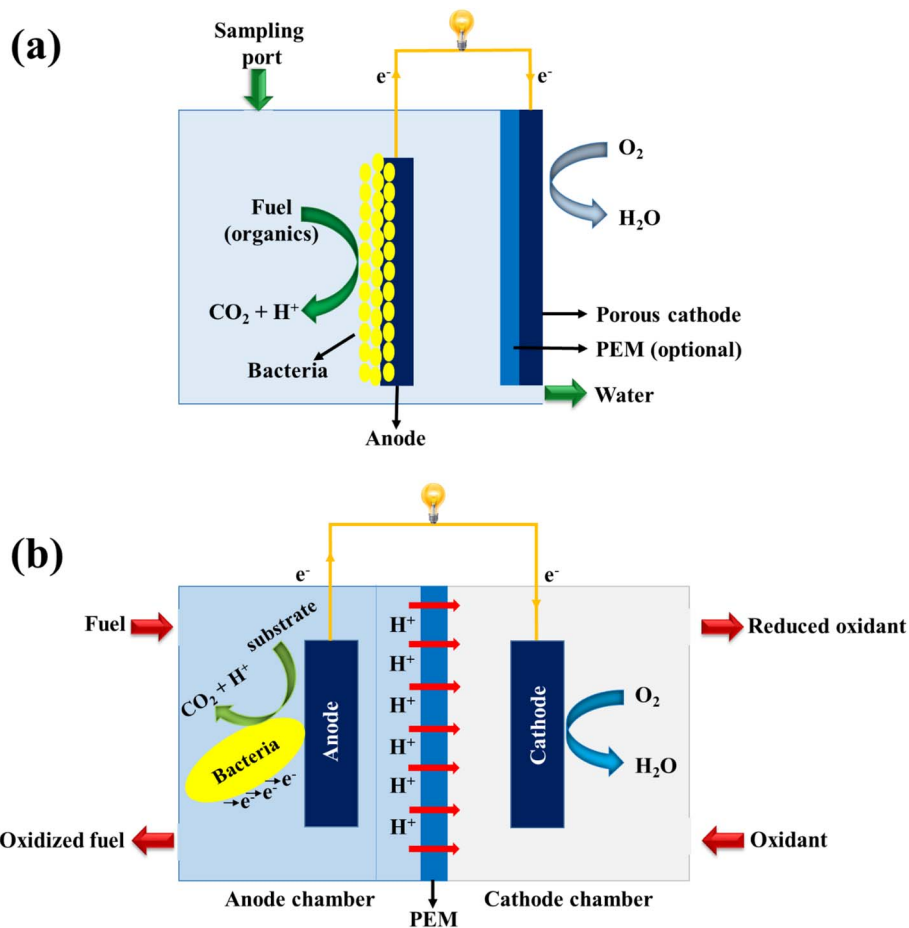 (a)
Sampling
port
e⁻
e⁻
O₂
H₂O
Fuel
(organics)
CO₂ + H⁺
Bacteria
Porous cathode
PEM (optional)
Water
Anode
(b)
e⁻
e⁻
Fuel
substrate
CO₂ + H⁺
Bacteria
e⁻
e⁻
e⁻
Anode
H⁺
H⁺
H⁺
H⁺
H⁺
H⁺
Cathode
O₂
H₂O
Reduced oxidant
Oxidized fuel
Oxidant
Anode chamber
PEM
Cathode chamber